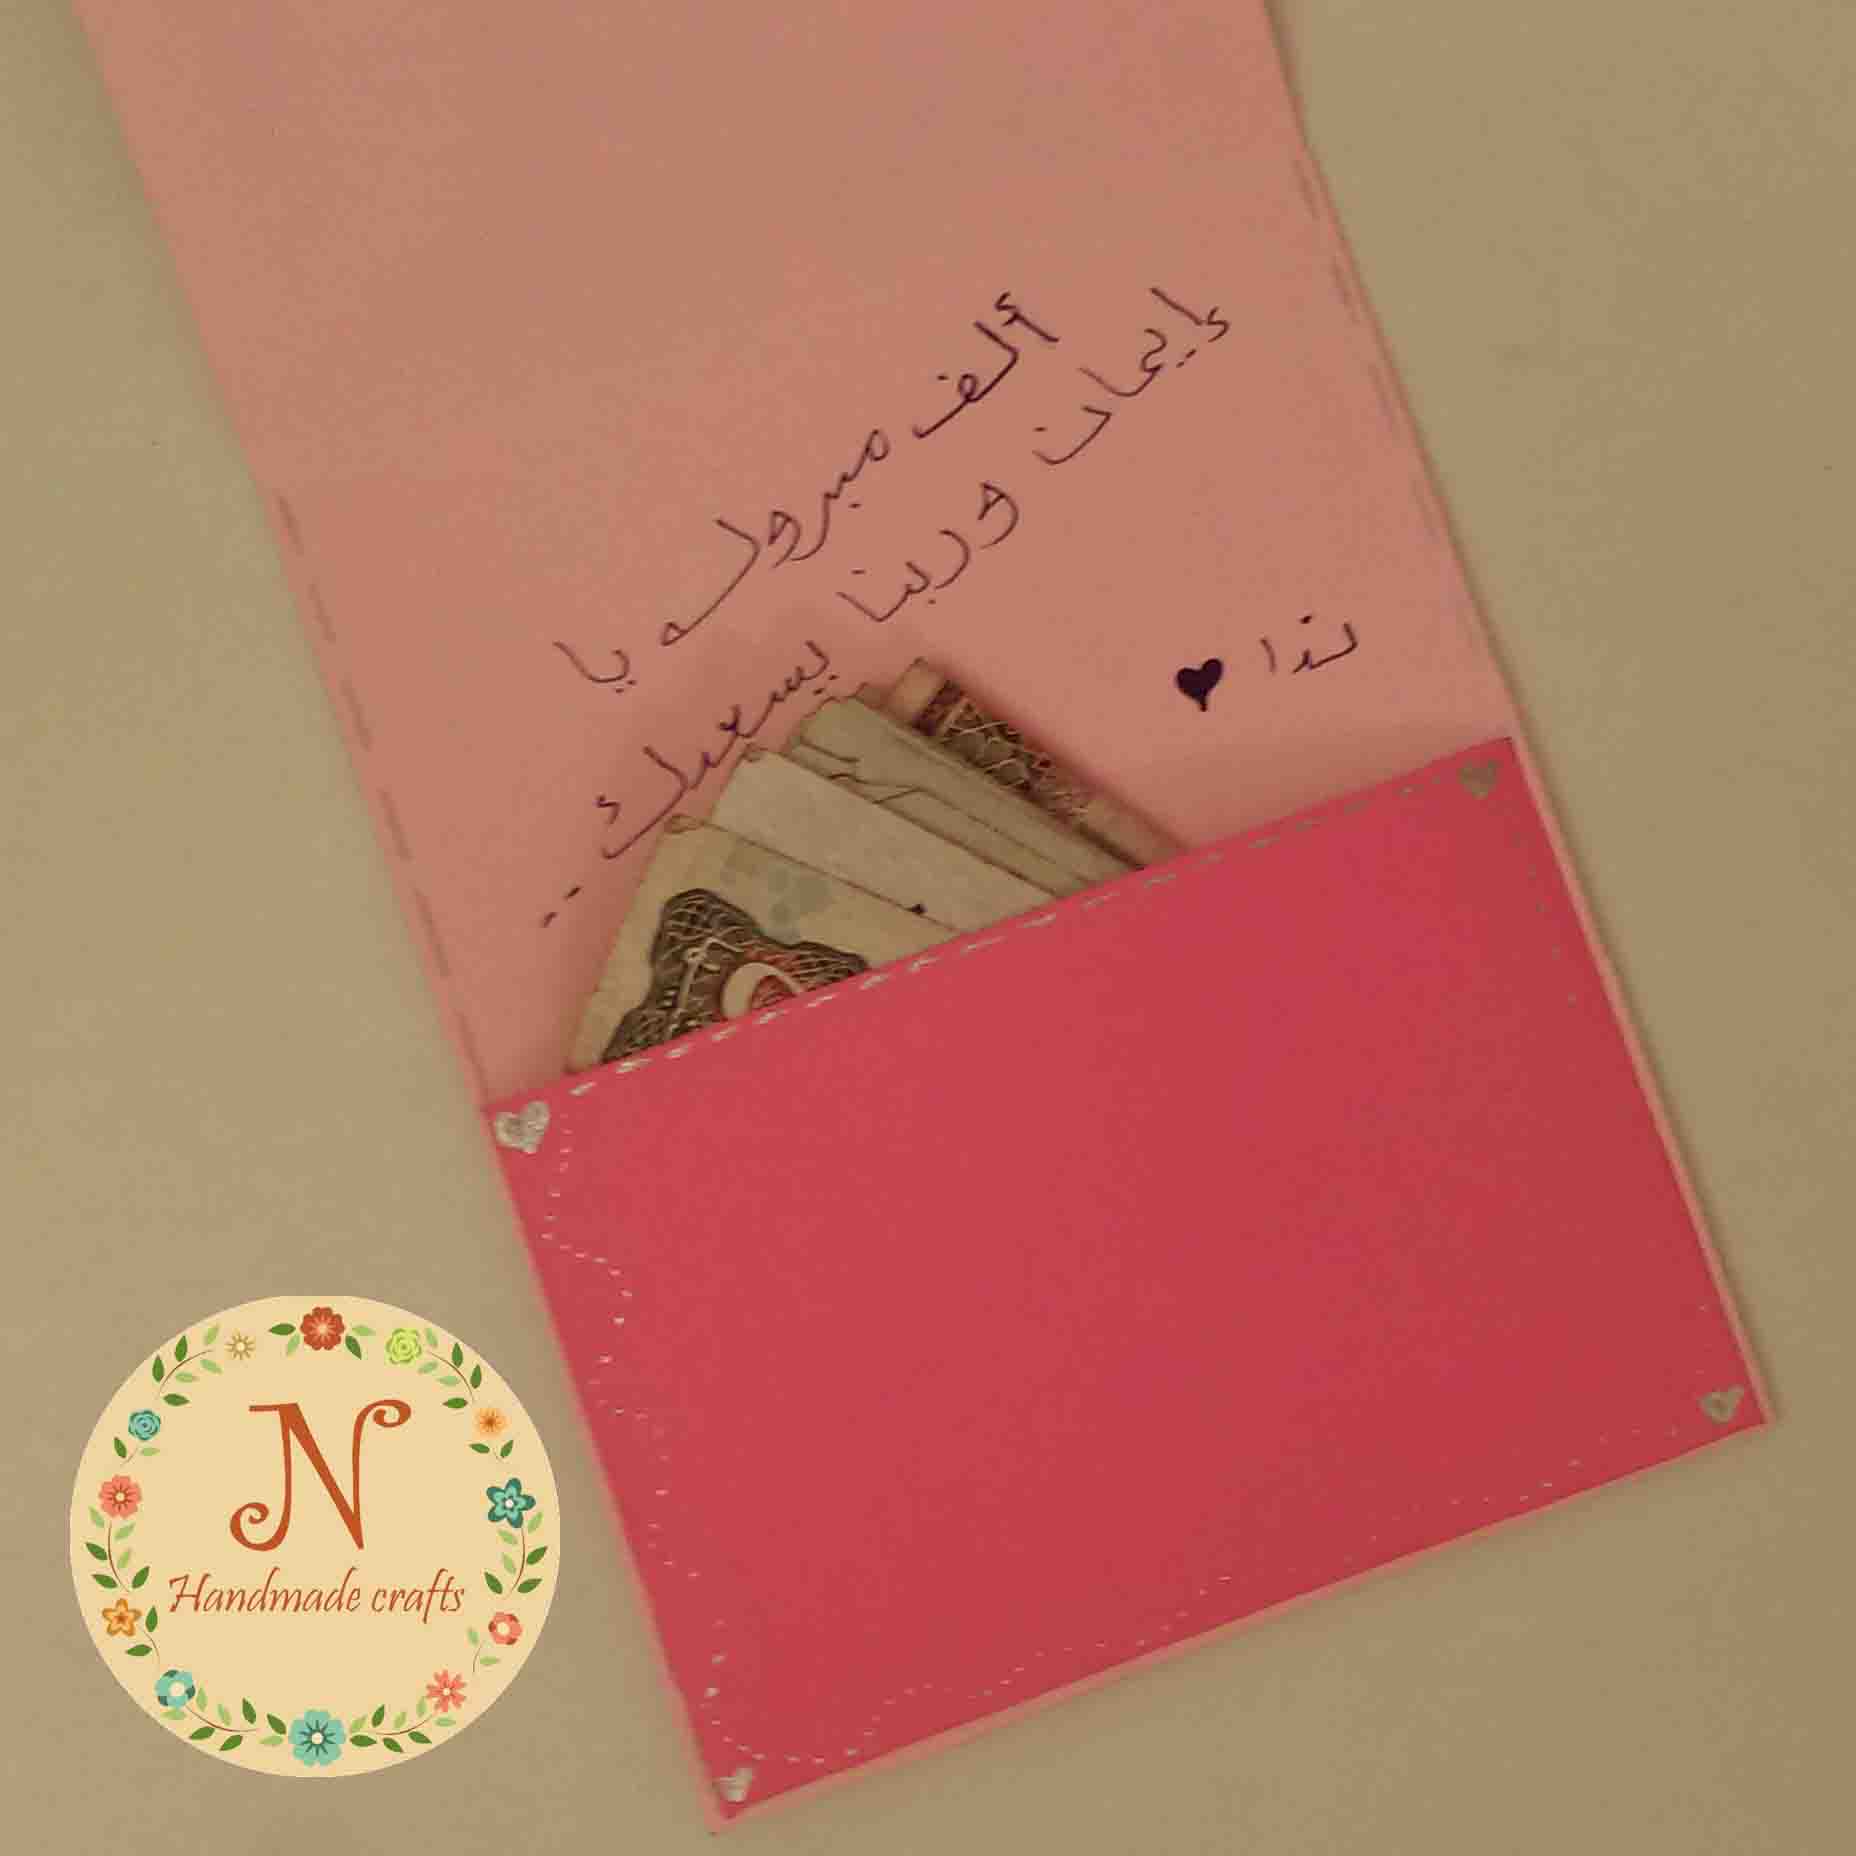 ألف مبروك يا
إيمان وربنا يسعدك ..
ندا ♥
N
Handmade crafts